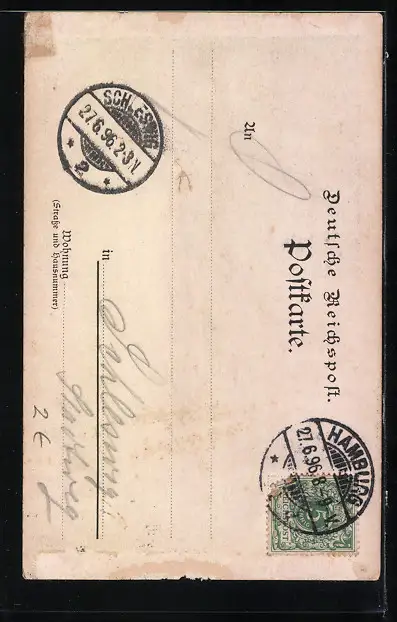 Deutsche Reichspost.
Postkarte.
An
in Schleswig
Wohnung
(Straße und Hausnummer)
2 €
SCHLESWIG
27.6.96.2-3 V.
* 2 *
HAMBURG
27.6.96.8-9 V.